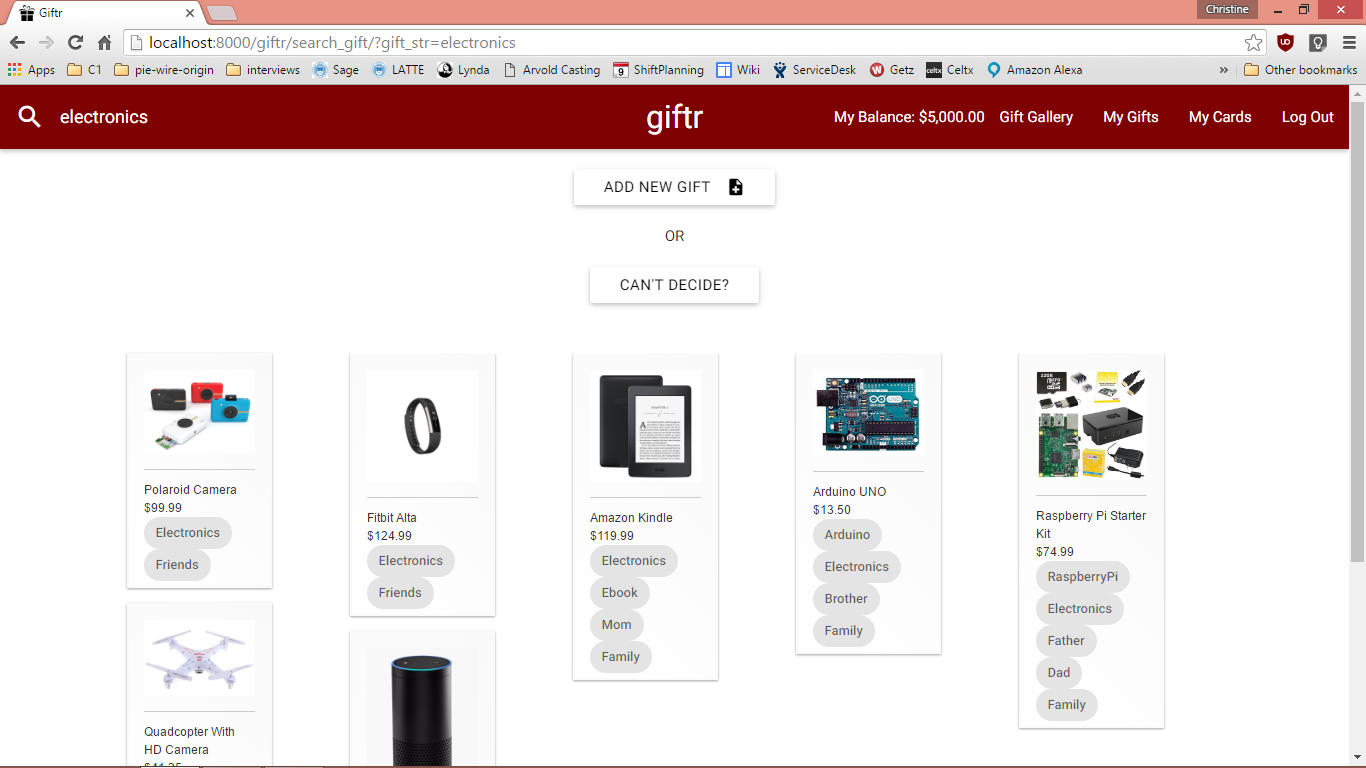 Giftr
Christine
localhost:8000/giftr/search_gift/?gift_str=electronics
Apps C1 pie-wire-origin interviews Sage LATTE Lynda Arvold Casting ShiftPlanning Wiki ServiceDesk Getz Celtx Amazon Alexa » Other bookmarks
electronics giftr My Balance: $5,000.00 Gift Gallery My Gifts My Cards Log Out
ADD NEW GIFT
OR
CAN'T DECIDE?
Polaroid Camera
$99.99
Electronics
Friends
Quadcopter With
HD Camera
Fitbit Alta
$124.99
Electronics
Friends
Amazon Kindle
$119.99
Electronics
Ebook
Mom
Family
Arduino UNO
$13.50
Arduino
Electronics
Brother
Family
Raspberry Pi Starter
Kit
$74.99
RaspberryPi
Electronics
Father
Dad
Family